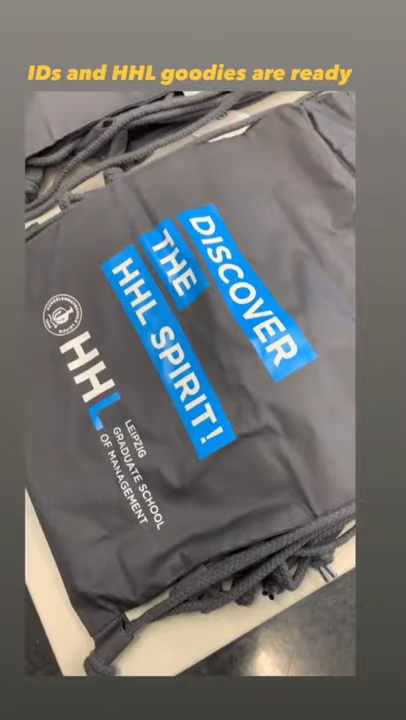 IDs and HHL goodies are ready
DISCOVER
THE
HHL SPIRIT!
HHL
LEIPZIG
GRADUATE SCHOOL
OF MANAGEMENT